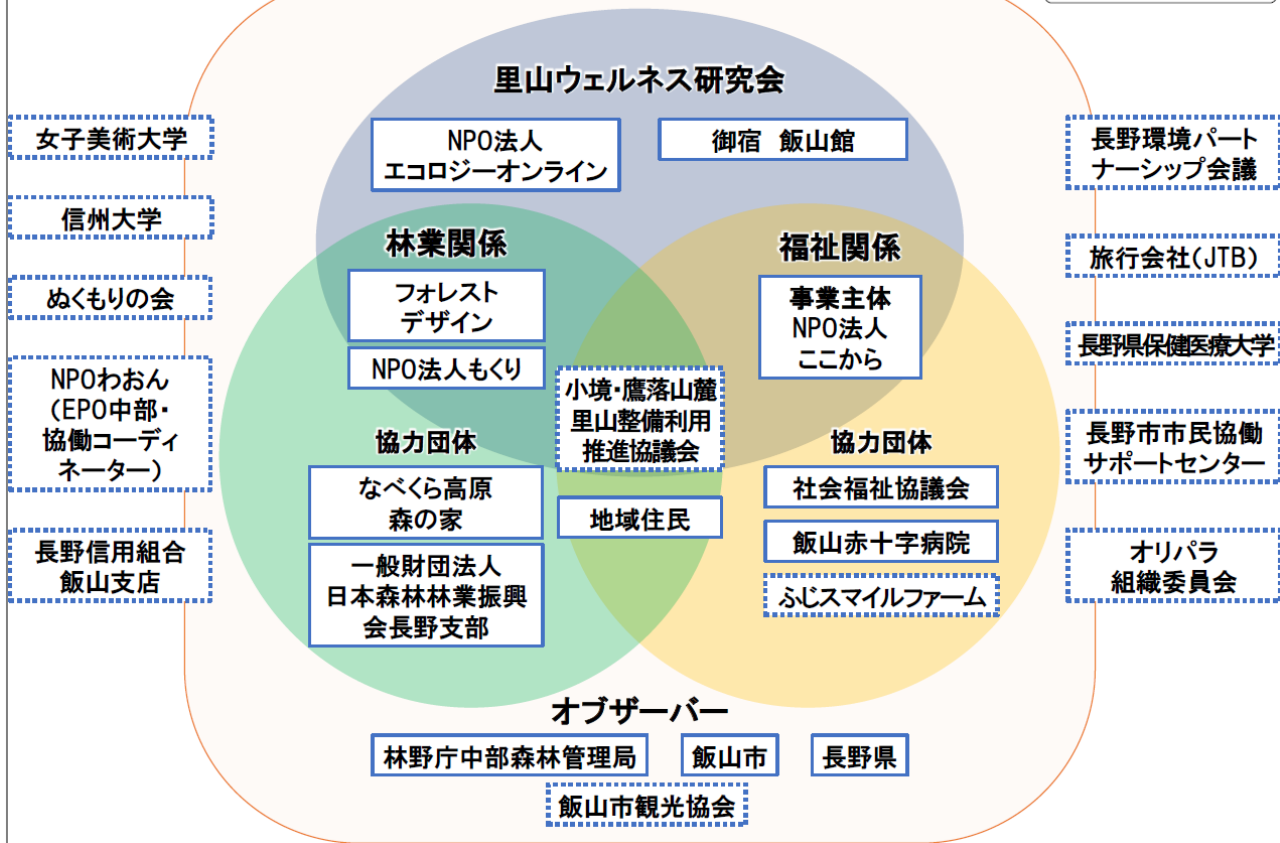 里山ウェルネス研究会
NPO法人
エコロジーオンライン
御宿 飯山館
女子美術大学
信州大学
ぬくもりの会
NPOわおん
(EPO中部・
協働コーディ
ネーター)
長野信用組合
飯山支店
林業関係
フォレスト
デザイン
NPO法人もくり
協力団体
なべくら高原
森の家
一般財団法人
日本森林林業振興
会長野支部
小境・鷹落山麓
里山整備利用
推進協議会
地域住民
福祉関係
事業主体
NPO法人
ここから
協力団体
社会福祉協議会
飯山赤十字病院
ふじスマイルファーム
長野環境パート
ナーシップ会議
旅行会社(JTB)
長野県保健医療大学
長野市市民協働
サポートセンター
オリパラ
組織委員会
オブザーバー
林野庁中部森林管理局
飯山市
長野県
飯山市観光協会